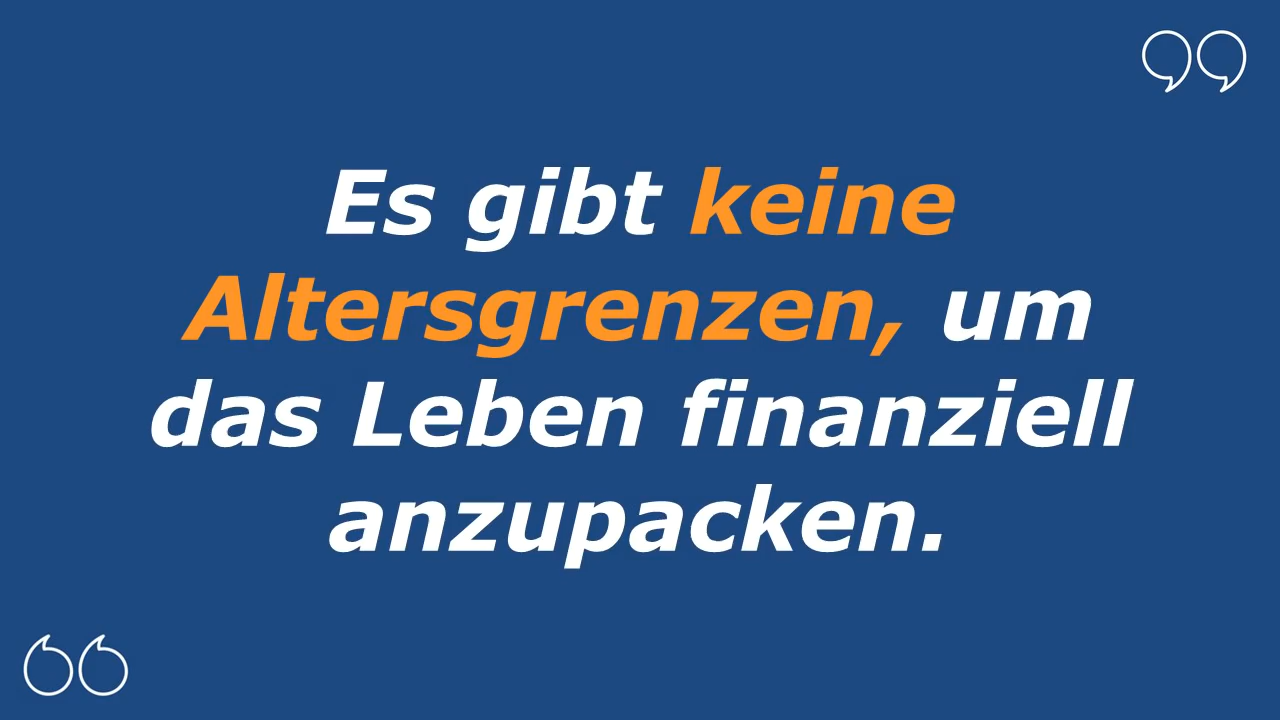 Es gibt keine
Altersgrenzen, um
das Leben finanziell
anzupacken.